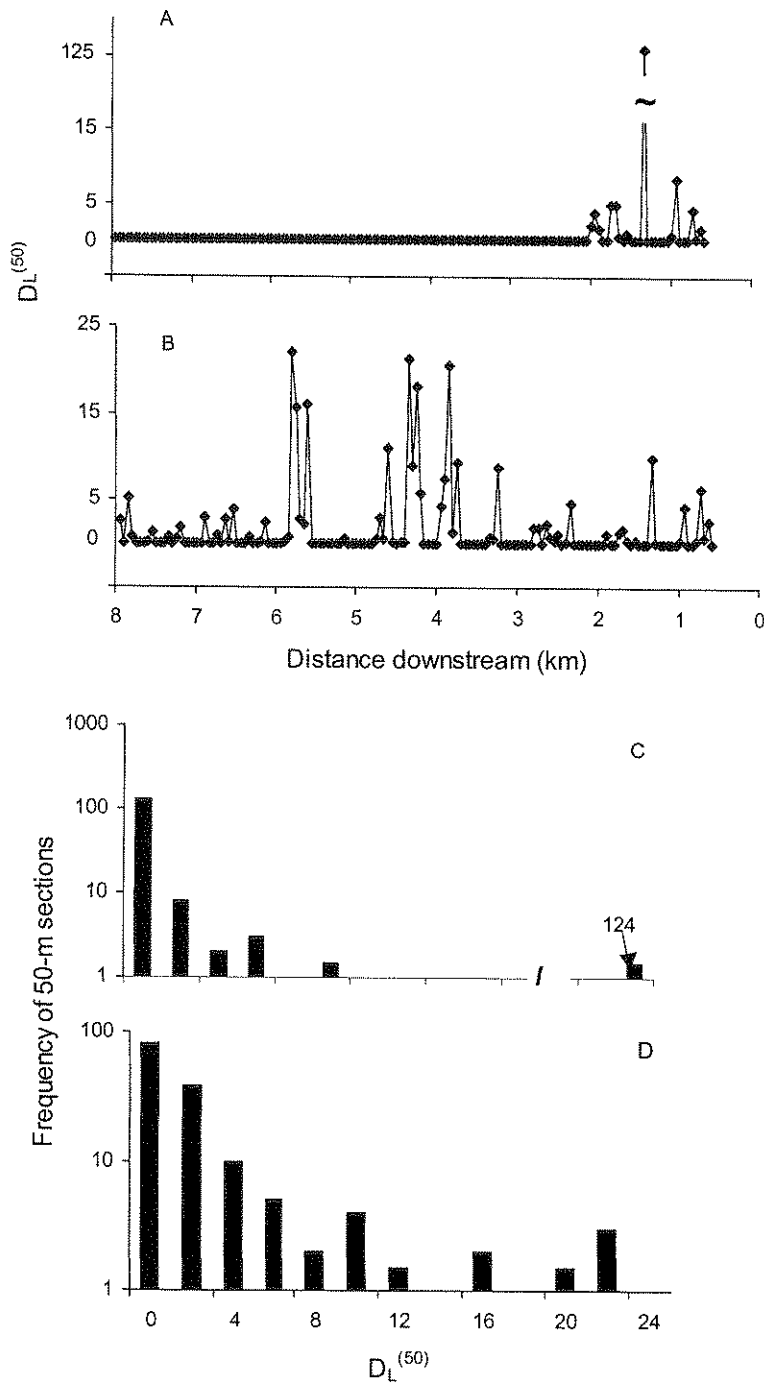 A
125
15
5
0
D_L^(50)
B
25
15
5
0
8 7 6 5 4 3 2 1 0
Distance downstream (km)
C
1000
100
10
1
124
Frequency of 50-m sections
D
100
10
1
0 4 8 12 16 20 24
D_L^(50)